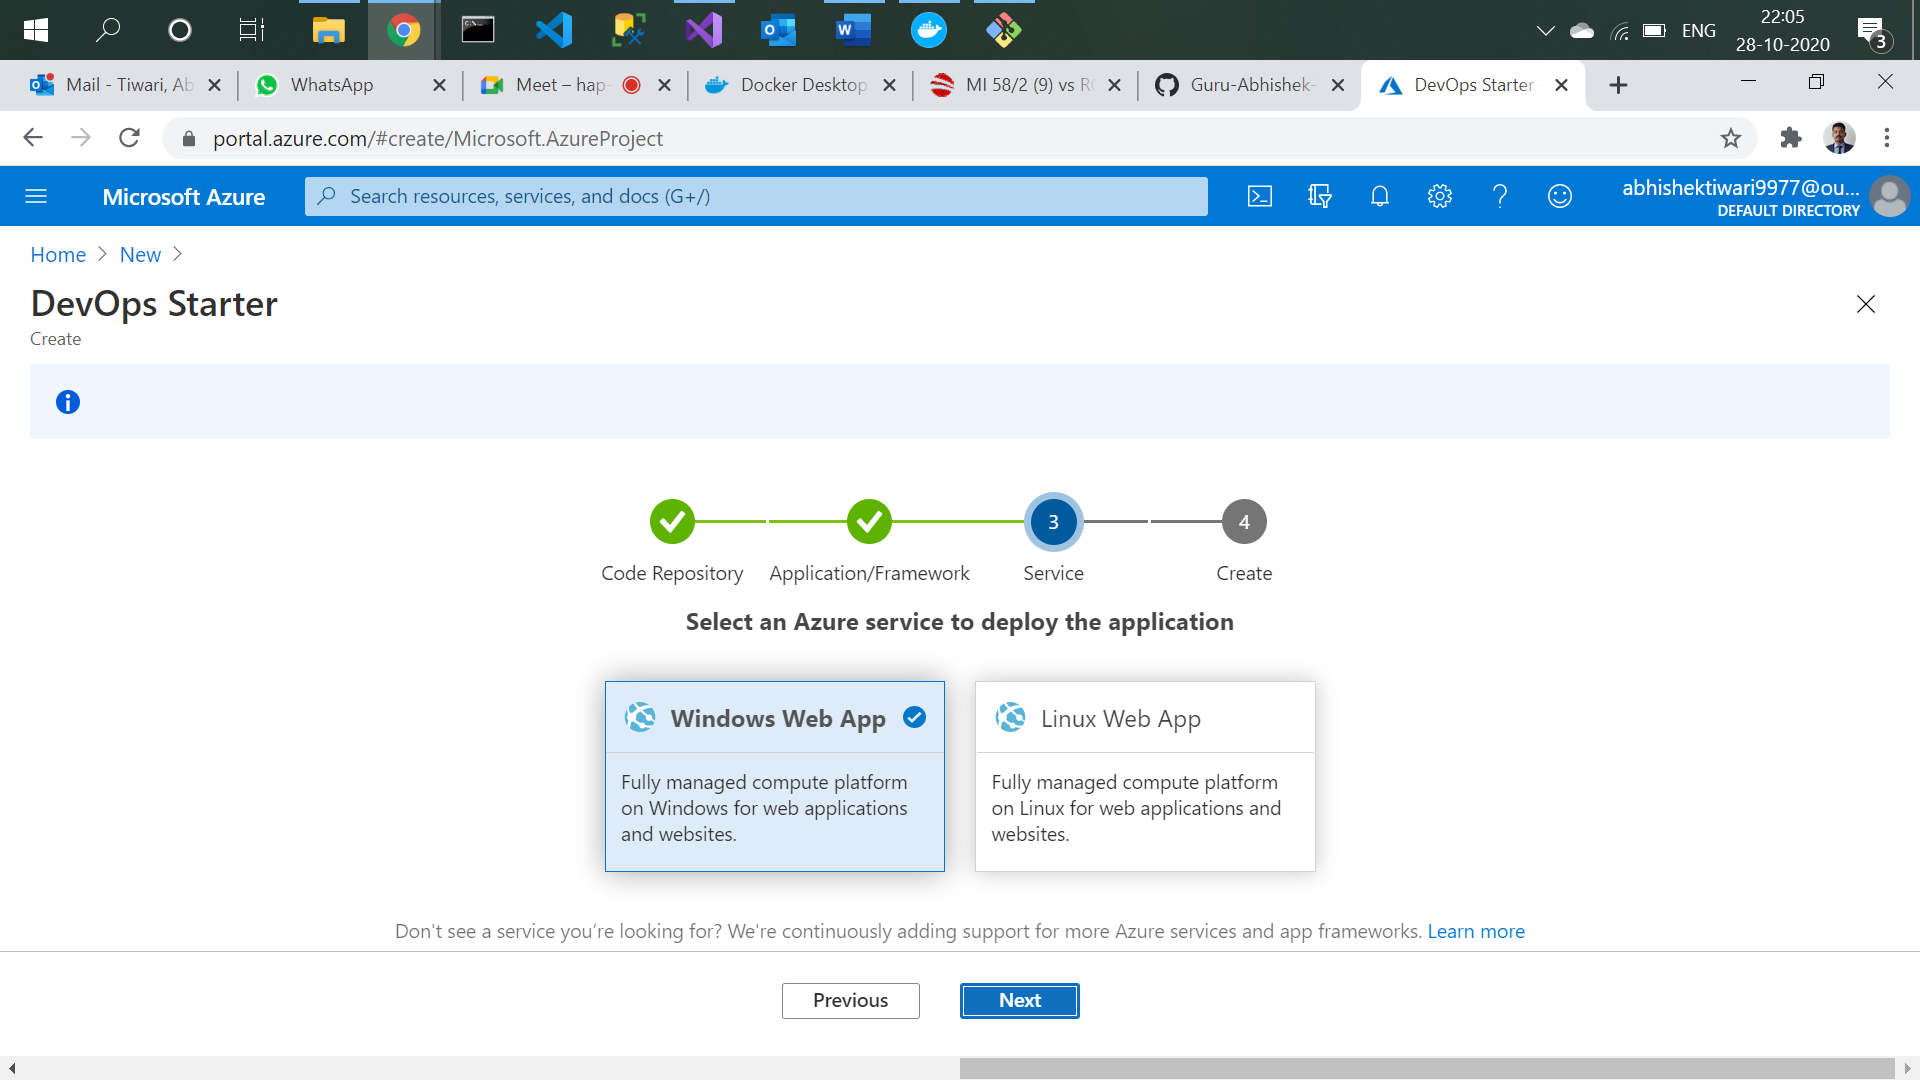 ENG
22:05
28-10-2020
3
Mail - Tiwari, Ab
WhatsApp
Meet – hap-
Docker Desktop
MI 58/2 (9) vs RC
Guru-Abhishek-
DevOps Starter
portal.azure.com/#create/Microsoft.AzureProject
Microsoft Azure
Search resources, services, and docs (G+/)
abhishektiwari9977@ou...
DEFAULT DIRECTORY
Home
New
DevOps Starter
Create
3
4
Code Repository
Application/Framework
Service
Create
Select an Azure service to deploy the application
Windows Web App
Fully managed compute platform
on Windows for web applications
and websites.
Linux Web App
Fully managed compute platform
on Linux for web applications and
websites.
Don't see a service you’re looking for? We're continuously adding support for more Azure services and app frameworks. Learn more
Previous
Next